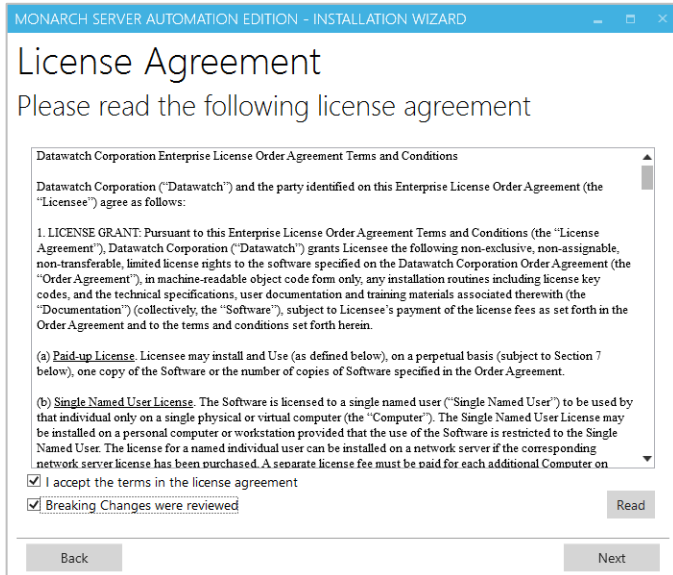 MONARCH SERVER AUTOMATION EDITION - INSTALLATION WIZARD
License Agreement
Please read the following license agreement
Datawatch Corporation Enterprise License Order Agreement Terms and Conditions
Datawatch Corporation (“Datawatch”) and the party identified on this Enterprise License Order Agreement (the
“Licensee”) agree as follows:
1. LICENSE GRANT: Pursuant to this Enterprise License Order Agreement Terms and Conditions (the “License
Agreement”), Datawatch Corporation (“Datawatch”) grants Licensee the following non-exclusive, non-assignable,
non-transferable, limited license rights to the software specified on the Datawatch Corporation Order Agreement (the
“Order Agreement”), in machine-readable object code form only, any installation routines including license key
codes, and the technical specifications, user documentation and training materials associated therewith (the
“Documentation”) (collectively, the “Software”), subject to Licensee’s payment of the license fees as set forth in the
Order Agreement and to the terms and conditions set forth herein.
(a) Paid-up License. Licensee may install and Use (as defined below), on a perpetual basis (subject to Section 7
below), one copy of the Software or the number of copies of Software specified in the Order Agreement.
(b) Single Named User License. The Software is licensed to a single named user (“Single Named User”) to be used by
that individual only on a single physical or virtual computer (the “Computer”). The Single Named User License may
be installed on a personal computer or workstation provided that the use of the Software is restricted to the Single
Named User. The license for a named individual user can be installed on a network server if the corresponding
network server license has been purchased. A separate license fee must be paid for each additional Computer on
I accept the terms in the license agreement
Breaking Changes were reviewed
Read
Back
Next